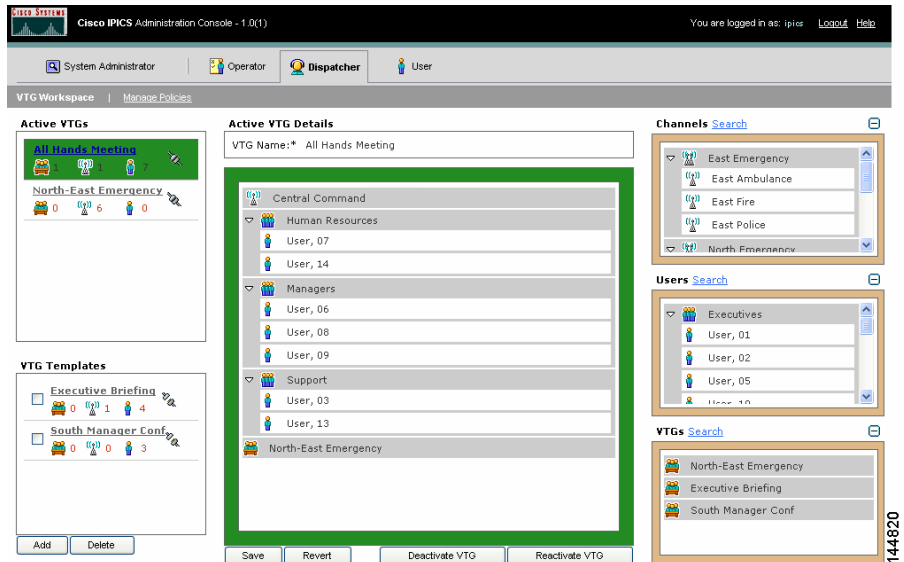 CISCO SYSTEMS
Cisco IPICS Administration Console - 1.0(1)
You are logged in as: ipics Logout Help
System Administrator
Operator
Dispatcher
User
VTG Workspace | Manage Policies
Active VTGs
All Hands Meeting
1 1 7
North-East Emergency
0 6 0
VTG Templates
Executive Briefing
0 1 4
South Manager Conf
0 0 3
Add
Delete
Active VTG Details
VTG Name:* All Hands Meeting
Central Command
Human Resources
User, 07
User, 14
Managers
User, 06
User, 08
User, 09
Support
User, 03
User, 13
North-East Emergency
Save
Revert
Deactivate VTG
Reactivate VTG
Channels Search
East Emergency
East Ambulance
East Fire
East Police
North Emergency
Users Search
Executives
User, 01
User, 02
User, 05
User, 10
VTGs Search
North-East Emergency
Executive Briefing
South Manager Conf
144820